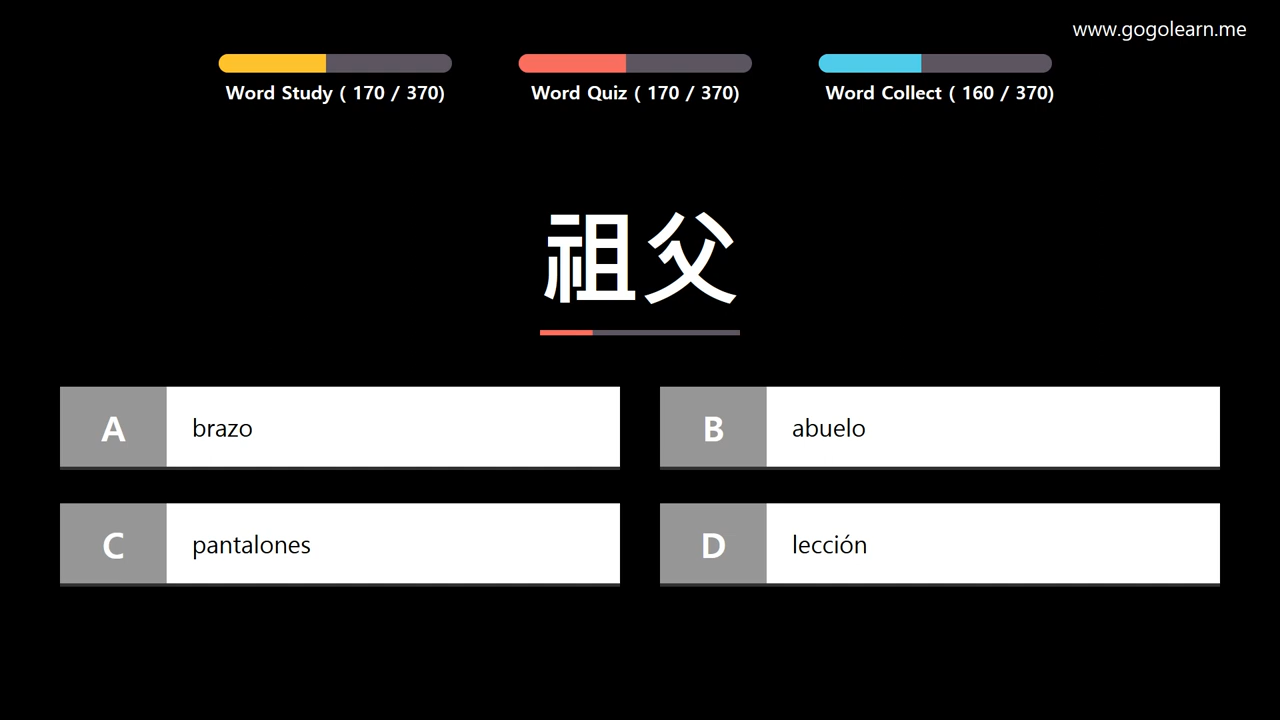 www.gogolearn.me
Word Study ( 170 / 370)
Word Quiz ( 170 / 370)
Word Collect ( 160 / 370)
祖父
A brazo
B abuelo
C pantalones
D lección